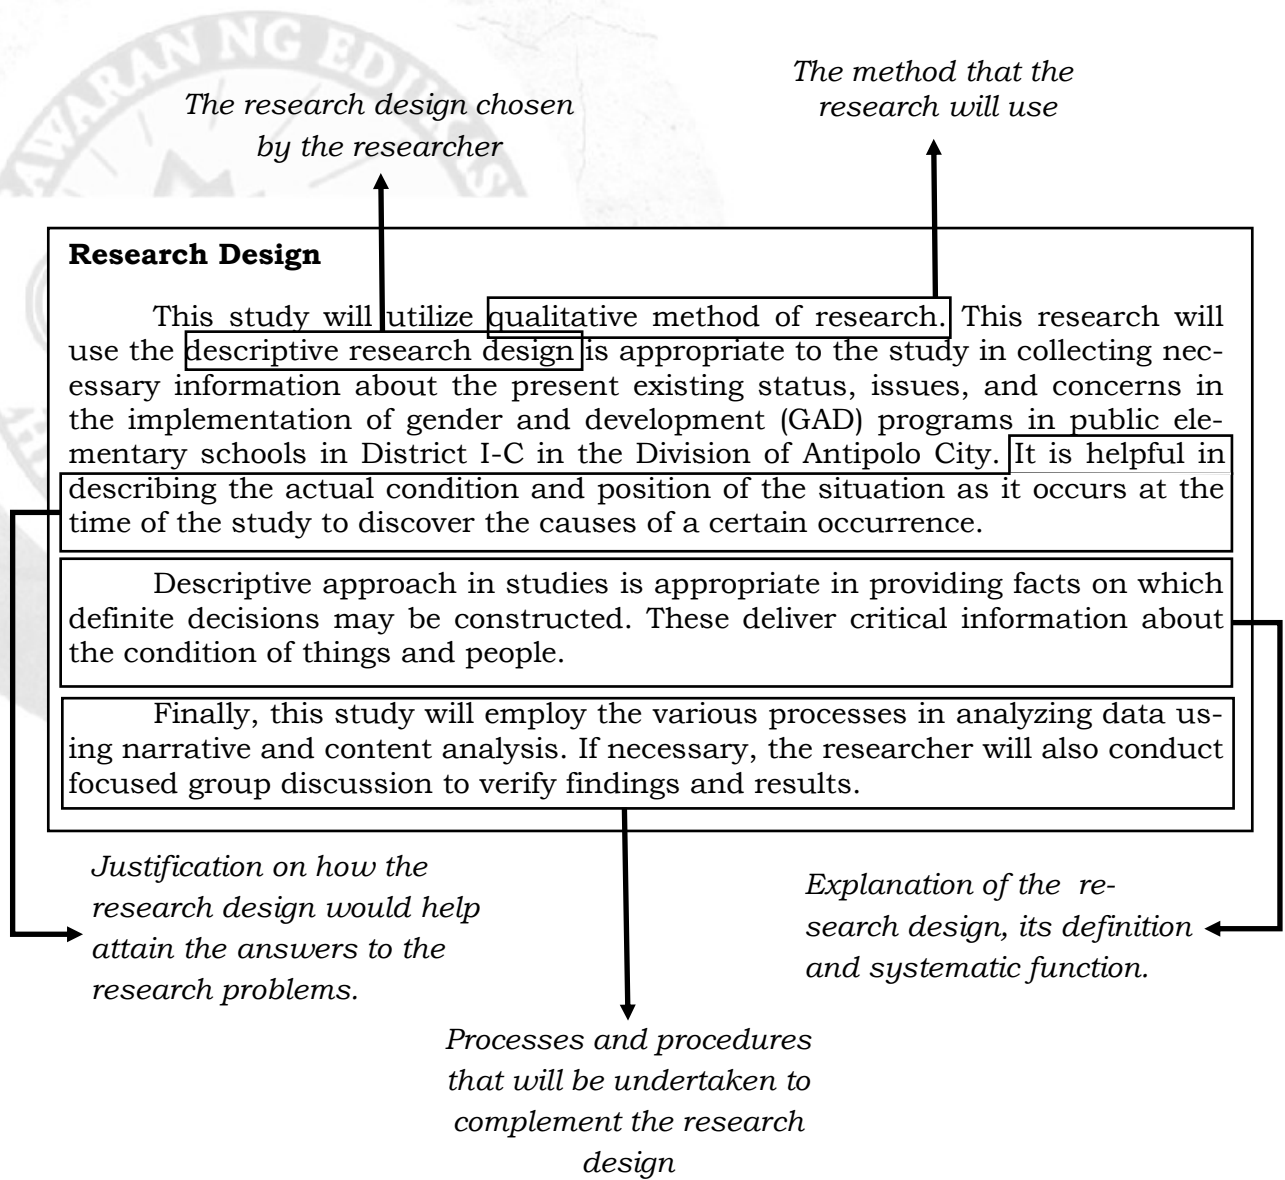 AWARAN NG EDUKAS
The research design chosen
by the researcher
The method that the
research will use
Research Design
This study will utilize qualitative method of research. This research will
use the descriptive research design is appropriate to the study in collecting nec-
essary information about the present existing status, issues, and concerns in
the implementation of gender and development (GAD) programs in public ele-
mentary schools in District I-C in the Division of Antipolo City. It is helpful in
describing the actual condition and position of the situation as it occurs at the
time of the study to discover the causes of a certain occurrence.
Descriptive approach in studies is appropriate in providing facts on which
definite decisions may be constructed. These deliver critical information about
the condition of things and people.
Finally, this study will employ the various processes in analyzing data us-
ing narrative and content analysis. If necessary, the researcher will also conduct
focused group discussion to verify findings and results.
Justification on how the
research design would help
attain the answers to the
research problems.
Explanation of the re-
search design, its definition
and systematic function.
Processes and procedures
that will be undertaken to
complement the research
design